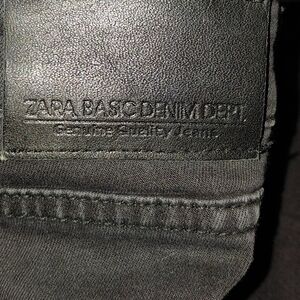 ZARA BASIC DENIM DEPT.
Genuine Quality Jeans.